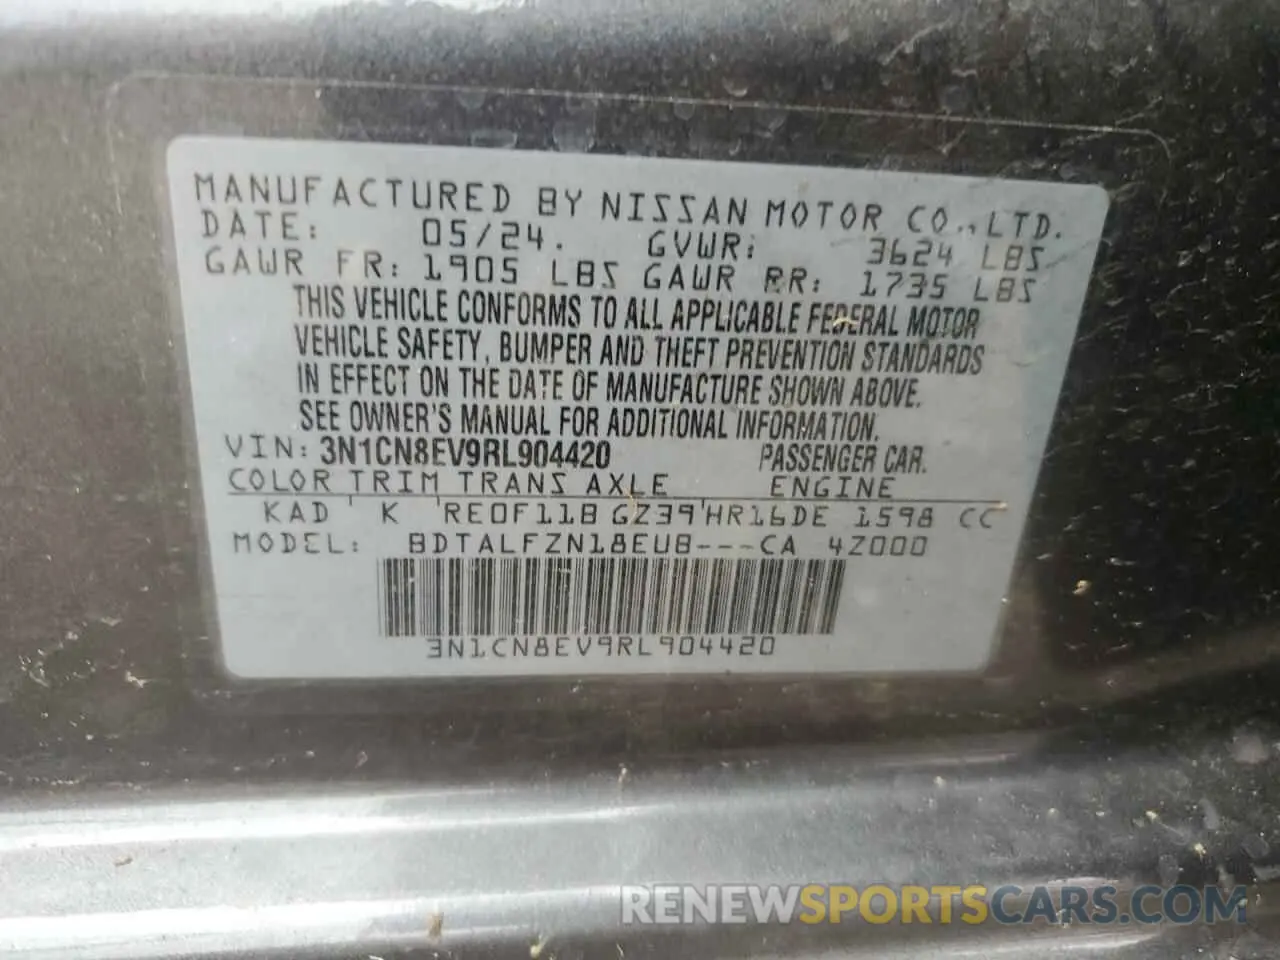 MANUFACTURED BY NISSAN MOTOR CO.,LTD.
DATE: 05/24. GVWR: 3624 LBS
GAWR FR: 1905 LBS GAWR RR: 1735 LBS
THIS VEHICLE CONFORMS TO ALL APPLICABLE FEDERAL MOTOR
VEHICLE SAFETY, BUMPER AND THEFT PREVENTION STANDARDS
IN EFFECT ON THE DATE OF MANUFACTURE SHOWN ABOVE.
SEE OWNER'S MANUAL FOR ADDITIONAL INFORMATION.
VIN: 3N1CN8EV9RL904420 PASSENGER CAR.
COLOR TRIM TRANS AXLE ENGINE
KAD K RE0F11B GZ39 HR16DE 1598 CC
MODEL: BDTALFZN18EUB---CA 4Z000
3N1CN8EV9RL904420
RENEWSPORTSCARS.COM